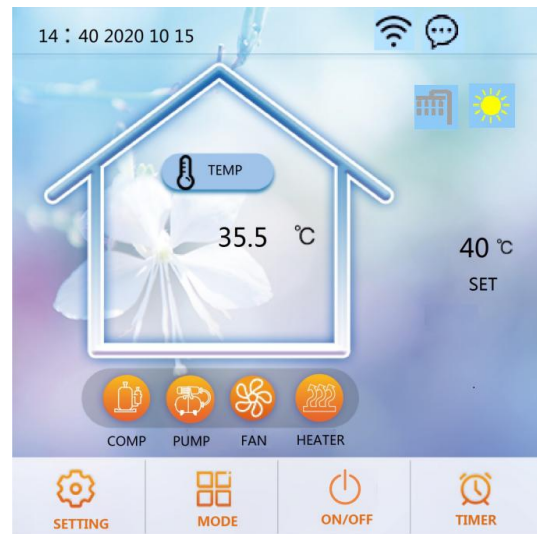 14：40 2020 10 15
TEMP
35.5 ℃
40 ℃
SET
COMP PUMP FAN HEATER
SETTING MODE ON/OFF TIMER